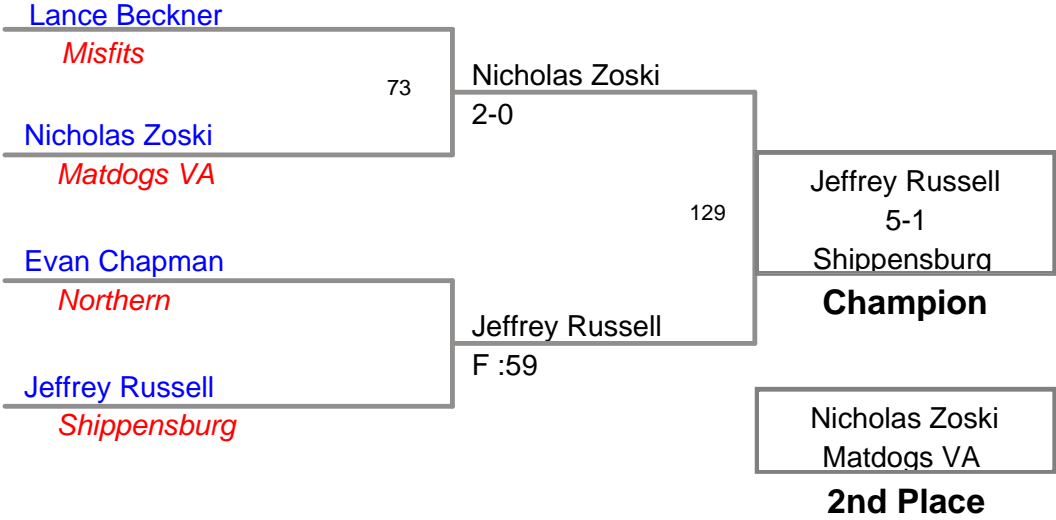 Lance Beckner
Misfits
73
Nicholas Zoski
2-0
Nicholas Zoski
Matdogs VA
129
Jeffrey Russell
5-1
Shippensburg
Champion
Evan Chapman
Northern
Jeffrey Russell
F :59
Jeffrey Russell
Shippensburg
Nicholas Zoski
Matdogs VA
2nd Place